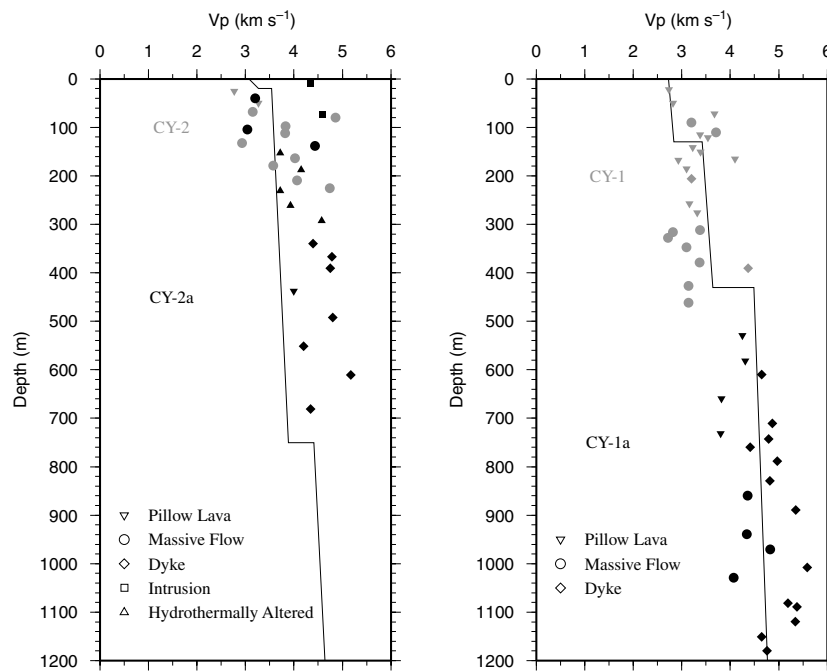 Vp (km s⁻¹)
0 1 2 3 4 5 6
Depth (m)
0
100
200
300
400
500
600
700
800
900
1000
1100
1200
CY-2
CY-2a
Pillow Lava
Massive Flow
Dyke
Intrusion
Hydrothermally Altered
Vp (km s⁻¹)
0 1 2 3 4 5 6
Depth (m)
0
100
200
300
400
500
600
700
800
900
1000
1100
1200
CY-1
CY-1a
Pillow Lava
Massive Flow
Dyke